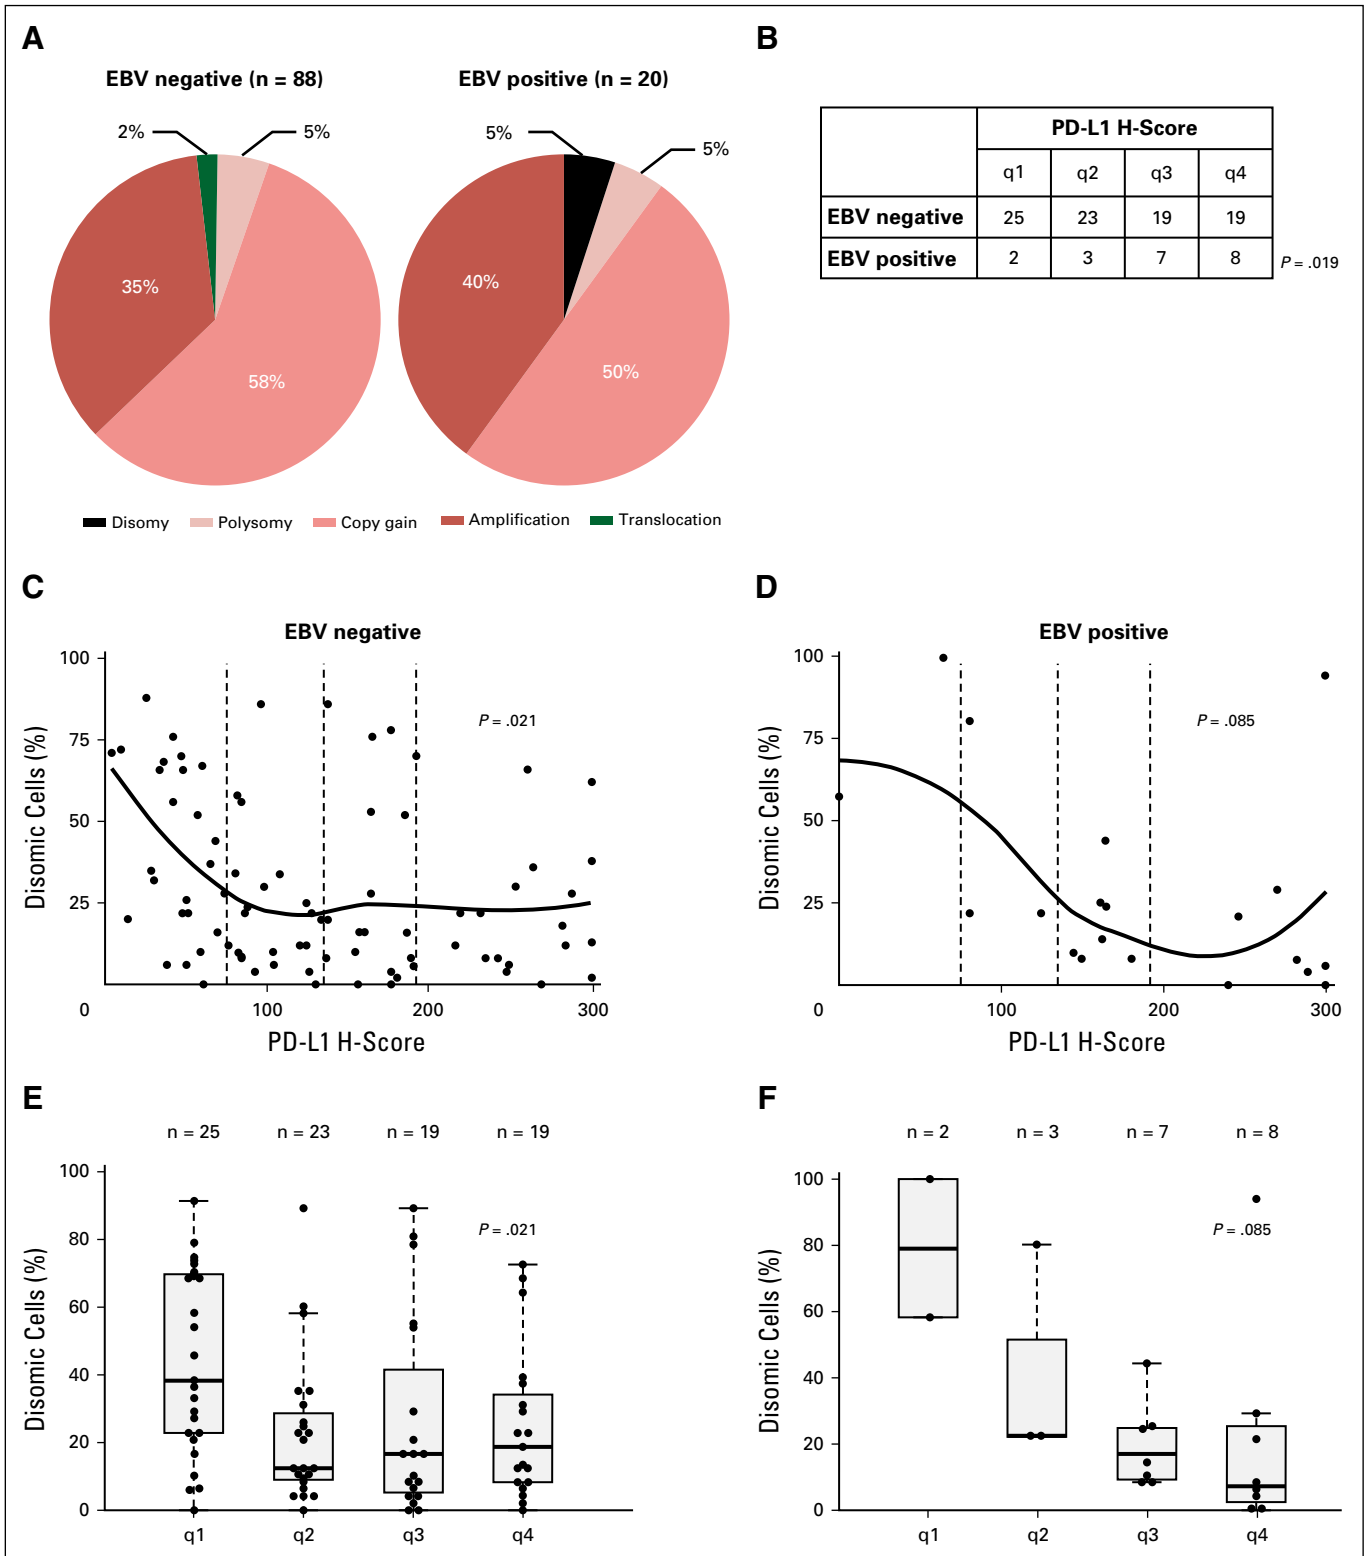 A
EBV negative (n = 88)
2%
5%
35%
58%
EBV positive (n = 20)
5%
5%
40%
50%
Disomy Polysomy Copy gain Amplification Translocation
B
PD-L1 H-Score
q1 q2 q3 q4
EBV negative 25 23 19 19
EBV positive 2 3 7 8
P = .019
C
EBV negative
100
75
50
25
0 100 200 300
P = .021
Disomic Cells (%)
PD-L1 H-Score
D
EBV positive
100
75
50
25
0 100 200 300
P = .085
Disomic Cells (%)
PD-L1 H-Score
E
n = 25 n = 23 n = 19 n = 19
100
80
60
40
20
0
P = .021
Disomic Cells (%)
q1 q2 q3 q4
F
n = 2 n = 3 n = 7 n = 8
100
80
60
40
20
0
P = .085
Disomic Cells (%)
q1 q2 q3 q4